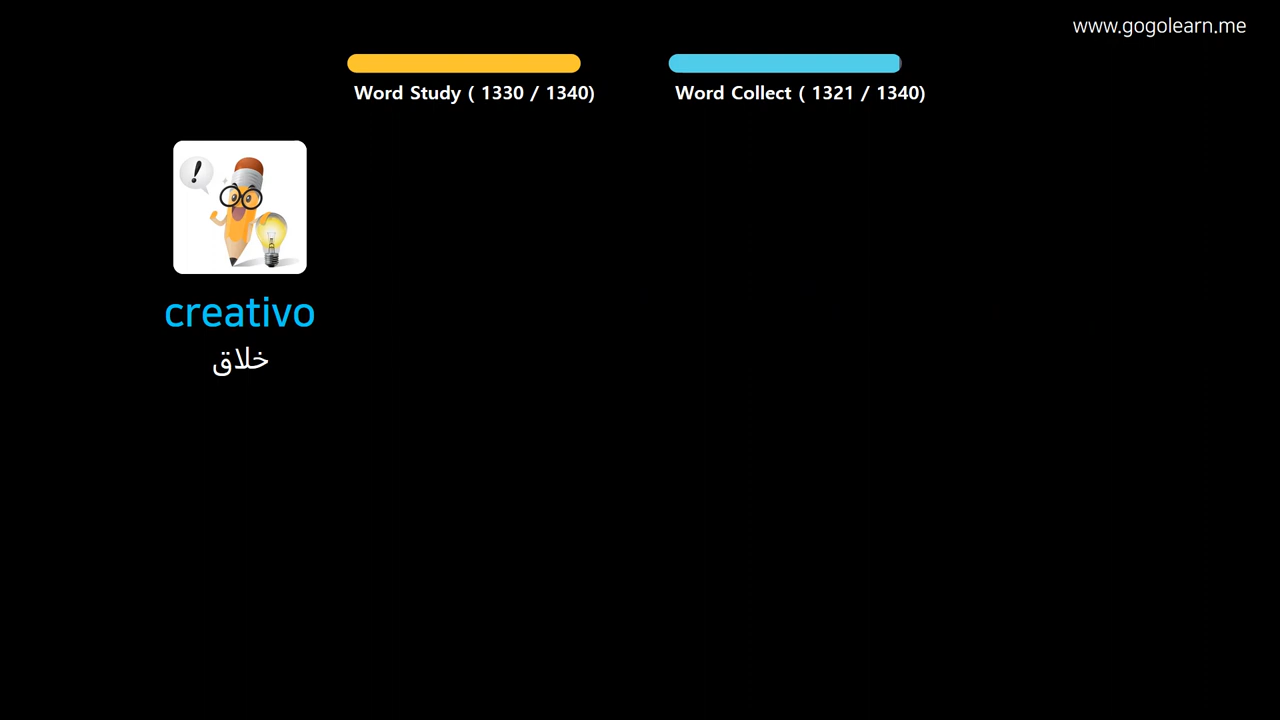 www.gogolearn.me
Word Study ( 1330 / 1340)
Word Collect ( 1321 / 1340)
!
creativo
خلاق